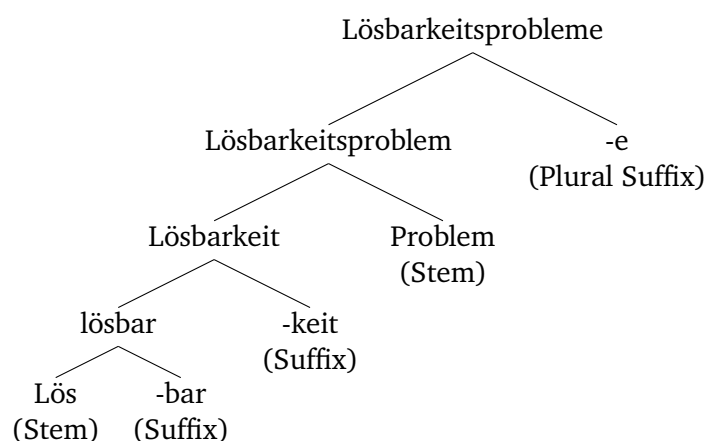 Lösbarkeitsprobleme
Lösbarkeitsproblem -e
(Plural Suffix)
Lösbarkeit Problem
(Stem)
lösbar -keit
(Suffix)
Lös -bar
(Stem) (Suffix)